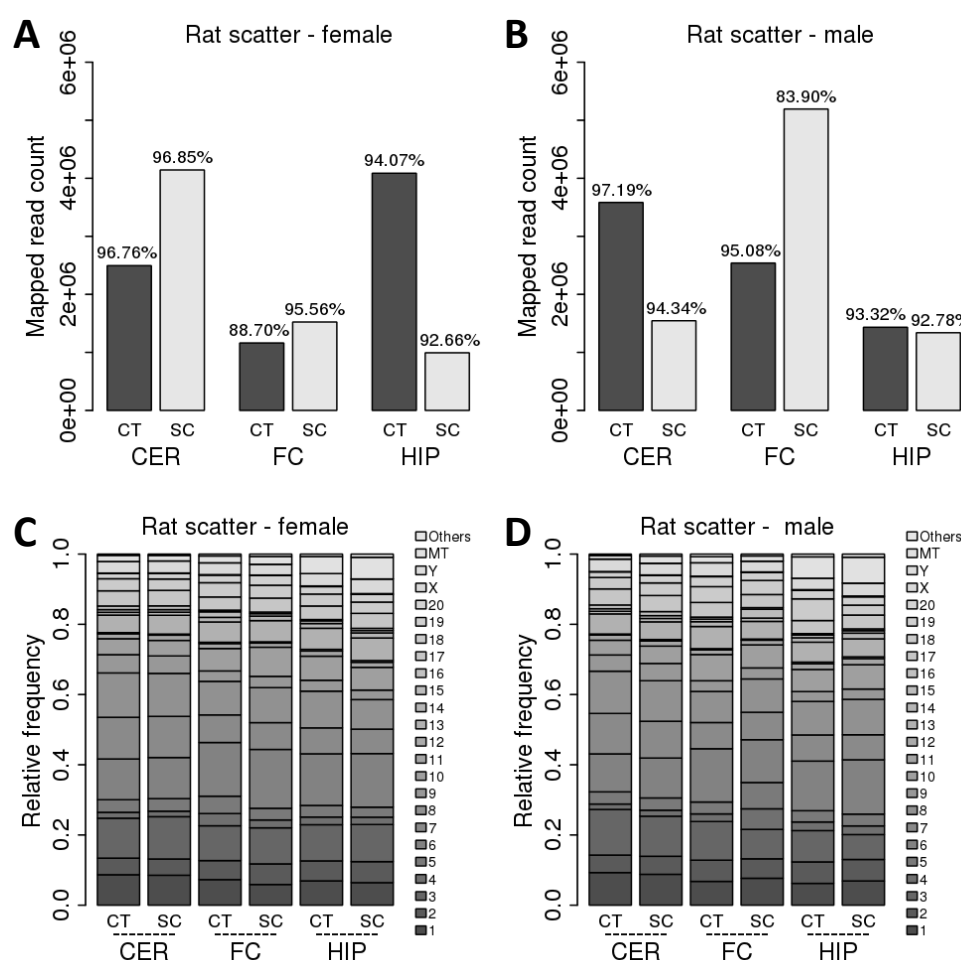 A
Rat scatter - female
Mapped read count
6e+06
4e+06
2e+06
0e+00
96.76%
96.85%
88.70%
95.56%
94.07%
92.66%
CT SC CT SC CT SC
CER FC HIP
B
Rat scatter - male
Mapped read count
6e+06
4e+06
2e+06
0e+00
97.19%
94.34%
95.08%
83.90%
93.32%
92.78%
CT SC CT SC CT SC
CER FC HIP
C
Rat scatter - female
Relative frequency
1.0
0.8
0.6
0.4
0.2
0.0
CT SC CT SC CT SC
CER FC HIP
Others
MT
Y
X
20
19
18
17
16
15
14
13
12
11
10
9
8
7
6
5
4
3
2
1
D
Rat scatter - male
Relative frequency
1.0
0.8
0.6
0.4
0.2
0.0
CT SC CT SC CT SC
CER FC HIP
Others
MT
Y
X
20
19
18
17
16
15
14
13
12
11
10
9
8
7
6
5
4
3
2
1